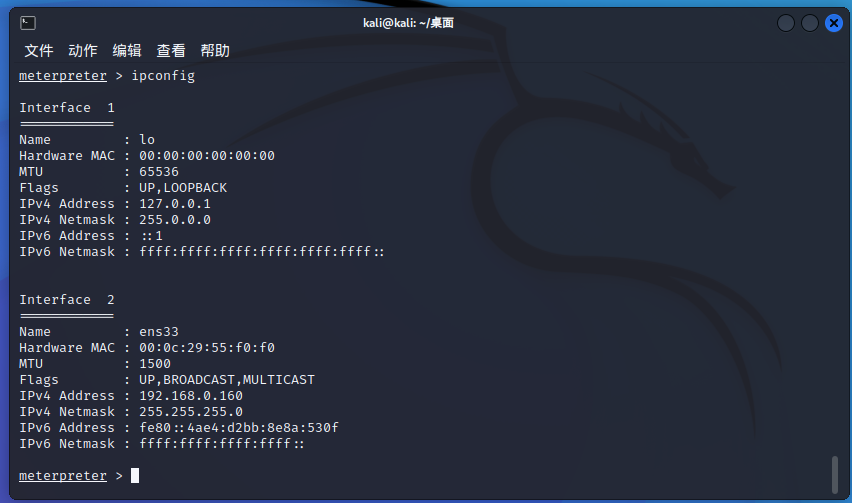 kali@kali: ~/桌面
文件 动作 编辑 查看 帮助
meterpreter > ipconfig
Interface  1
============
Name         : lo
Hardware MAC : 00:00:00:00:00:00
MTU          : 65536
Flags        : UP,LOOPBACK
IPv4 Address : 127.0.0.1
IPv4 Netmask : 255.0.0.0
IPv6 Address : ::1
IPv6 Netmask : ffff:ffff:ffff:ffff:ffff:ffff::
Interface  2
============
Name         : ens33
Hardware MAC : 00:0c:29:55:f0:f0
MTU          : 1500
Flags        : UP,BROADCAST,MULTICAST
IPv4 Address : 192.168.0.160
IPv4 Netmask : 255.255.255.0
IPv6 Address : fe80::4ae4:d2bb:8e8a:530f
IPv6 Netmask : ffff:ffff:ffff:ffff::
meterpreter >